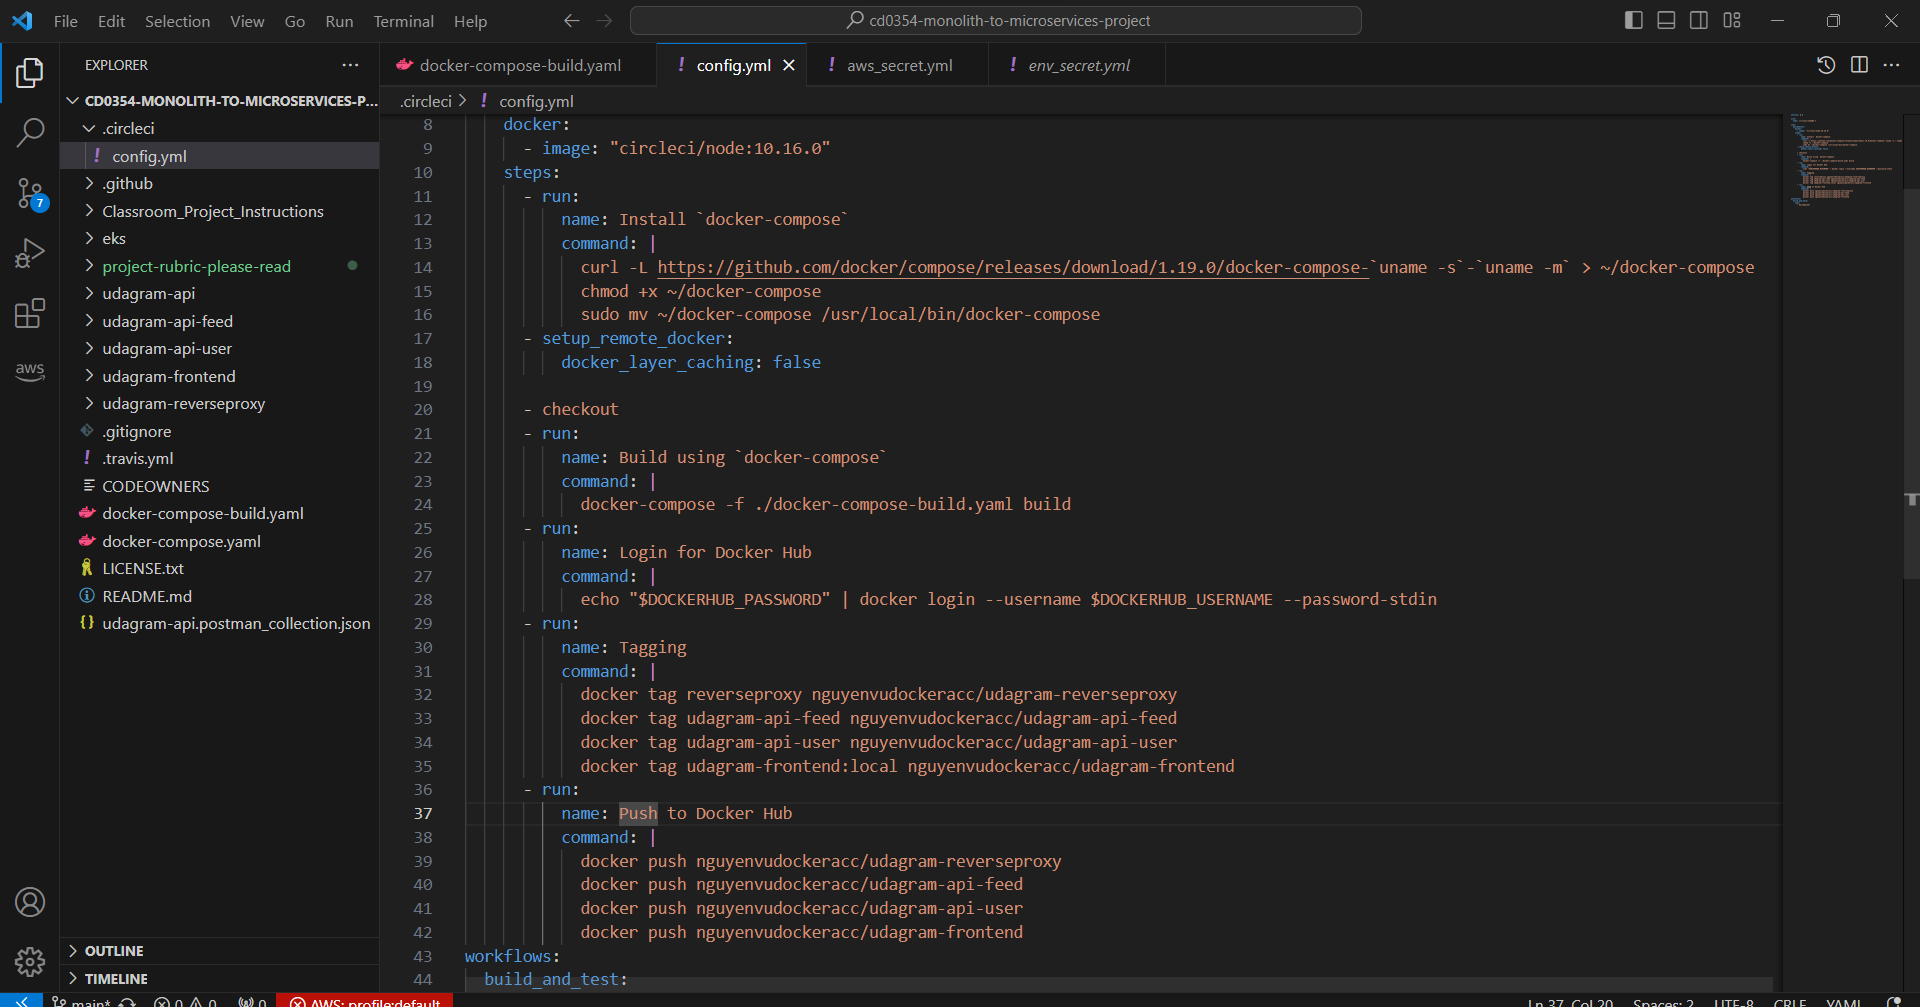 File Edit Selection View Go Run Terminal Help
cd0354-monolith-to-microservices-project
EXPLORER
CD0354-MONOLITH-TO-MICROSERVICES-P...
.circleci
config.yml
.github
Classroom_Project_Instructions
eks
project-rubric-please-read
udagram-api
udagram-api-feed
udagram-api-user
udagram-frontend
udagram-reverseproxy
.gitignore
.travis.yml
CODEOWNERS
docker-compose-build.yaml
docker-compose.yaml
LICENSE.txt
README.md
udagram-api.postman_collection.json
OUTLINE
TIMELINE
7
aws
docker-compose-build.yaml config.yml aws_secret.yml env_secret.yml
.circleci > ! config.yml
8 docker:
9 - image: "circleci/node:10.16.0"
10 steps:
11 - run:
12 name: Install `docker-compose`
13 command: |
14 curl -L https://github.com/docker/compose/releases/download/1.19.0/docker-compose-`uname -s`-`uname -m` > ~/docker-compose
15 chmod +x ~/docker-compose
16 sudo mv ~/docker-compose /usr/local/bin/docker-compose
17 - setup_remote_docker:
18 docker_layer_caching: false
19
20 - checkout
21 - run:
22 name: Build using `docker-compose`
23 command: |
24 docker-compose -f ./docker-compose-build.yaml build
25 - run:
26 name: Login for Docker Hub
27 command: |
28 echo "$DOCKERHUB_PASSWORD" | docker login --username $DOCKERHUB_USERNAME --password-stdin
29 - run:
30 name: Tagging
31 command: |
32 docker tag reverseproxy nguyenvudockeracc/udagram-reverseproxy
33 docker tag udagram-api-feed nguyenvudockeracc/udagram-api-feed
34 docker tag udagram-api-user nguyenvudockeracc/udagram-api-user
35 docker tag udagram-frontend:local nguyenvudockeracc/udagram-frontend
36 - run:
37 name: Push to Docker Hub
38 command: |
39 docker push nguyenvudockeracc/udagram-reverseproxy
40 docker push nguyenvudockeracc/udagram-api-feed
41 docker push nguyenvudockeracc/udagram-api-user
42 docker push nguyenvudockeracc/udagram-frontend
43 workflows:
44 build_and_test:
main* 0 0 0 AWS: profile:default Ln 37, Col 20 Spaces: 2 UTF-8 CRLF YAML